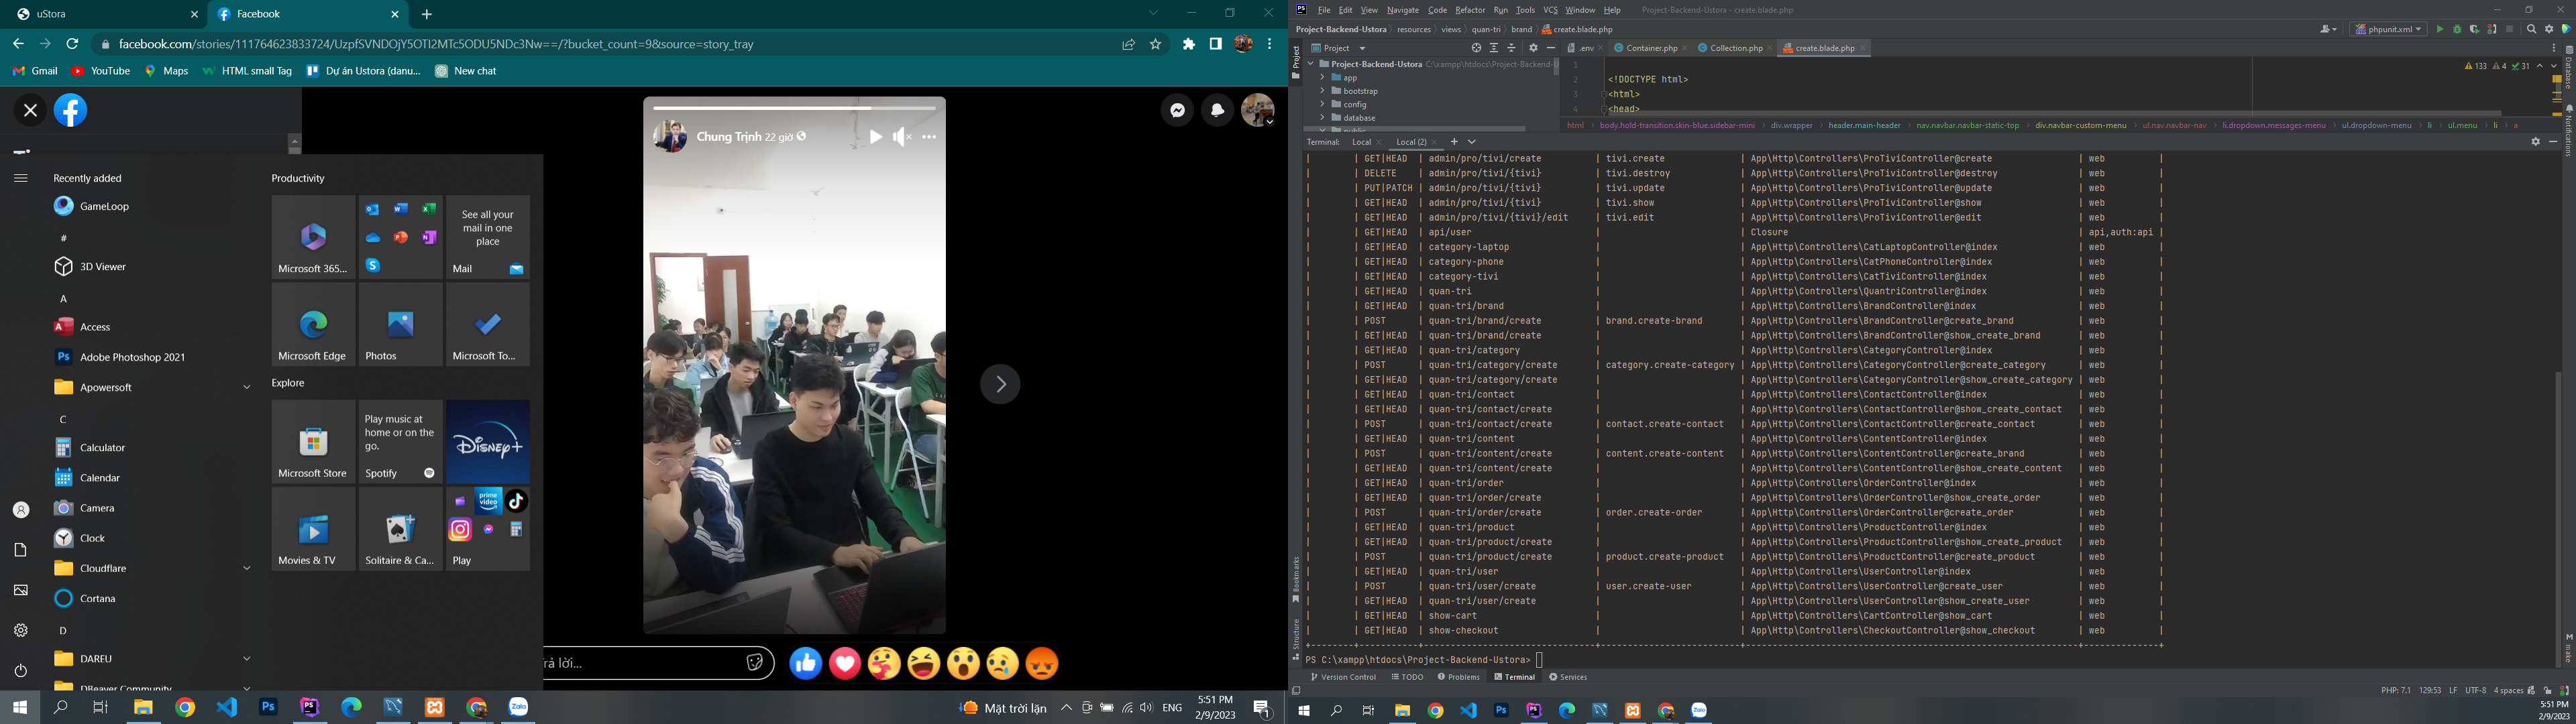 uStora
Facebook
facebook.com/stories/111764623833724/UzpfSVNDOjY5OTI2MTc5ODU5NDc3Nw==/?bucket_count=9&source=story_tray
Gmail
YouTube
Maps
HTML small Tag
Dự án Ustora (danu...
New chat
Chung Trịnh 22 giờ
Recently added
GameLoop
#
3D Viewer
A
Access
Adobe Photoshop 2021
Apowersoft
C
Calculator
Calendar
Camera
Clock
Cloudflare
Cortana
D
DAREU
DBeaver Community
Productivity
Microsoft 365...
See all your
mail in one
place
Mail
Microsoft Edge
Photos
Microsoft To...
Explore
Microsoft Store
Play music at
home or on the
go.
Spotify
Disney+
Movies & TV
Solitaire & Ca...
prime video
Play
rả lời...
Mặt trời lặn
ENG
5:51 PM
2/9/2023
File Edit View Navigate Code Refactor Run Tools VCS Window Help Project-Backend-Ustora - create.blade.php
Project-Backend-Ustora resources views quan-tri brand create.blade.php
phpunit.xml
Project
.env Container.php Collection.php create.blade.php
Project-Backend-Ustora C:\xampp\htdocs\Project-Backend-U
app
bootstrap
config
database
public
1
2 <!DOCTYPE html>
3 <html>
4 <head>
133 4 31
html body.hold-transition.skin-blue.sidebar-mini div.wrapper header.main-header nav.navbar.navbar-static-top div.navbar-custom-menu ul.nav.navbar-nav li.dropdown.messages-menu ul.dropdown-menu li ul.menu li a
Terminal: Local Local (2)
| | GET|HEAD | admin/pro/tivi/create | tivi.create | App\Http\Controllers\ProTiviController@create | web |
| | DELETE | admin/pro/tivi/{tivi} | tivi.destroy | App\Http\Controllers\ProTiviController@destroy | web |
| | PUT|PATCH | admin/pro/tivi/{tivi} | tivi.update | App\Http\Controllers\ProTiviController@update | web |
| | GET|HEAD | admin/pro/tivi/{tivi} | tivi.show | App\Http\Controllers\ProTiviController@show | web |
| | GET|HEAD | admin/pro/tivi/{tivi}/edit | tivi.edit | App\Http\Controllers\ProTiviController@edit | web |
| | GET|HEAD | api/user | | Closure | api,auth:api |
| | GET|HEAD | category-laptop | | App\Http\Controllers\CatLaptopController@index | web |
| | GET|HEAD | category-phone | | App\Http\Controllers\CatPhoneController@index | web |
| | GET|HEAD | category-tivi | | App\Http\Controllers\CatTiviController@index | web |
| | GET|HEAD | quan-tri | | App\Http\Controllers\QuantriController@index | web |
| | GET|HEAD | quan-tri/brand | | App\Http\Controllers\BrandController@index | web |
| | POST | quan-tri/brand/create | brand.create-brand | App\Http\Controllers\BrandController@create_brand | web |
| | GET|HEAD | quan-tri/brand/create | | App\Http\Controllers\BrandController@show_create_brand | web |
| | GET|HEAD | quan-tri/category | | App\Http\Controllers\CategoryController@index | web |
| | POST | quan-tri/category/create | category.create-category | App\Http\Controllers\CategoryController@create_category | web |
| | GET|HEAD | quan-tri/category/create | | App\Http\Controllers\CategoryController@show_create_category | web |
| | GET|HEAD | quan-tri/contact | | App\Http\Controllers\ContactController@index | web |
| | GET|HEAD | quan-tri/contact/create | | App\Http\Controllers\ContactController@show_create_contact | web |
| | POST | quan-tri/contact/create | contact.create-contact | App\Http\Controllers\ContactController@create_contact | web |
| | GET|HEAD | quan-tri/content | | App\Http\Controllers\ContentController@index | web |
| | POST | quan-tri/content/create | content.create-content | App\Http\Controllers\ContentController@create_brand | web |
| | GET|HEAD | quan-tri/content/create | | App\Http\Controllers\ContentController@show_create_content | web |
| | GET|HEAD | quan-tri/order | | App\Http\Controllers\OrderController@index | web |
| | GET|HEAD | quan-tri/order/create | | App\Http\Controllers\OrderController@show_create_order | web |
| | POST | quan-tri/order/create | order.create-order | App\Http\Controllers\OrderController@create_order | web |
| | GET|HEAD | quan-tri/product | | App\Http\Controllers\ProductController@index | web |
| | GET|HEAD | quan-tri/product/create | | App\Http\Controllers\ProductController@show_create_product | web |
| | POST | quan-tri/product/create | product.create-product | App\Http\Controllers\ProductController@create_product | web |
| | GET|HEAD | quan-tri/user | | App\Http\Controllers\UserController@index | web |
| | POST | quan-tri/user/create | user.create-user | App\Http\Controllers\UserController@create_user | web |
| | GET|HEAD | quan-tri/user/create | | App\Http\Controllers\UserController@show_create_user | web |
| | GET|HEAD | show-cart | | App\Http\Controllers\CartController@show_cart | web |
| | GET|HEAD | show-checkout | | App\Http\Controllers\CheckoutController@show_checkout | web |
PS C:\xampp\htdocs\Project-Backend-Ustora>
Version Control TODO Problems Terminal Services
PHP: 7.1 129:53 LF UTF-8 4 spaces
Project
Bookmarks
Structure
Database
Notifications
make
5:51 PM
2/9/2023